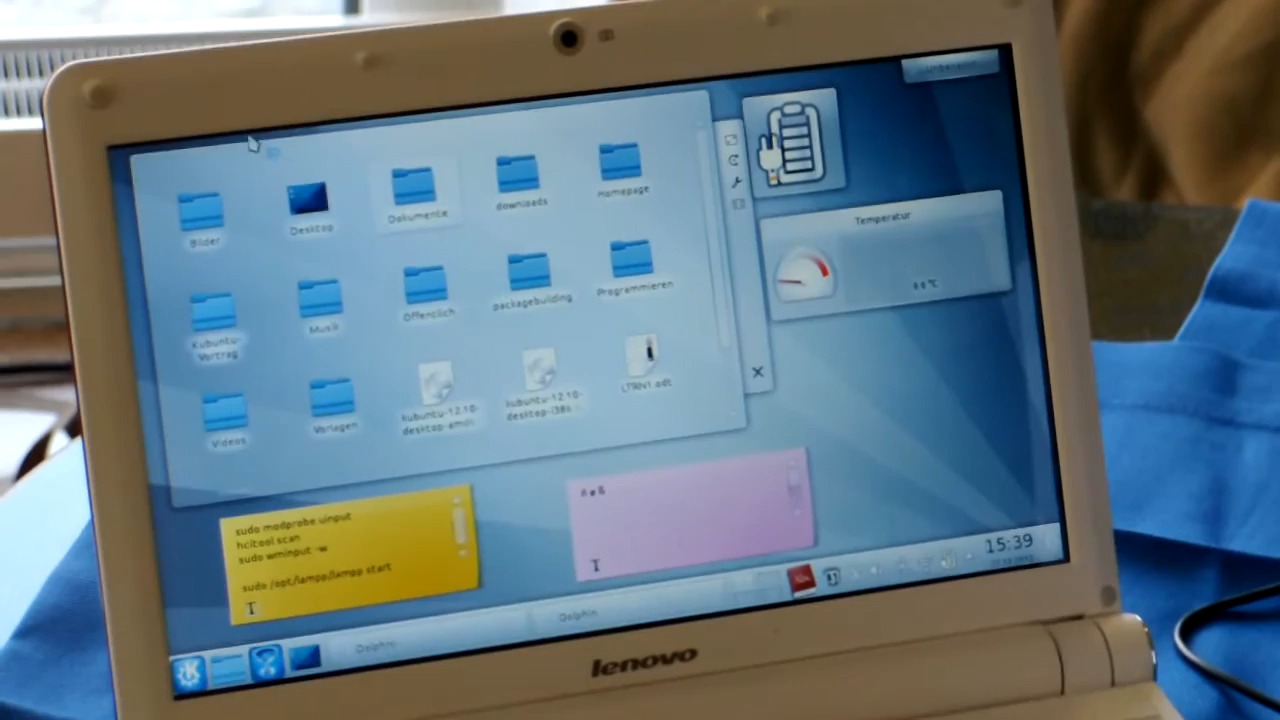 Bilder
Desktop
Dokumente
downloads
Homepage
Kubuntu-
Vortrag
Musik
Öffentlich
packagebuilding
Programmieren
Videos
Vorlagen
kubuntu-12.10-
desktop-amd
kubuntu-12.10-
desktop-i386
LTRN1.odt
Temperatur
sudo modprobe uinput
hcitool scan
sudo wminput -w
sudo /opt/lampp/lampp start
Dolphin
Dolphin
15:39
lenovo